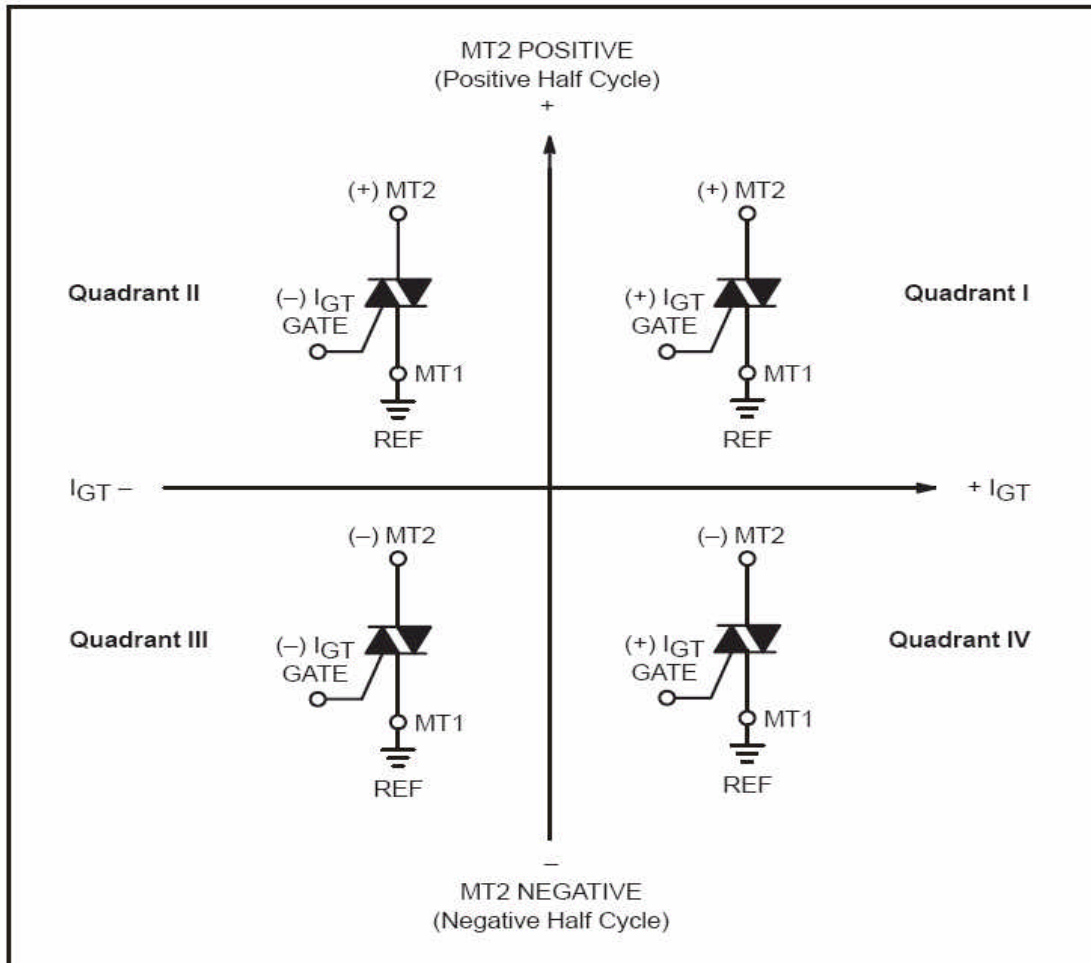 MT2 POSITIVE
(Positive Half Cycle)
+
(+) MT2
(+) MT2
Quadrant II
(–) IGT
GATE
MT1
REF
(+) IGT
GATE
MT1
REF
Quadrant I
IGT –
+ IGT
(–) MT2
(–) MT2
Quadrant III
(–) IGT
GATE
MT1
REF
(+) IGT
GATE
MT1
REF
Quadrant IV
–
MT2 NEGATIVE
(Negative Half Cycle)